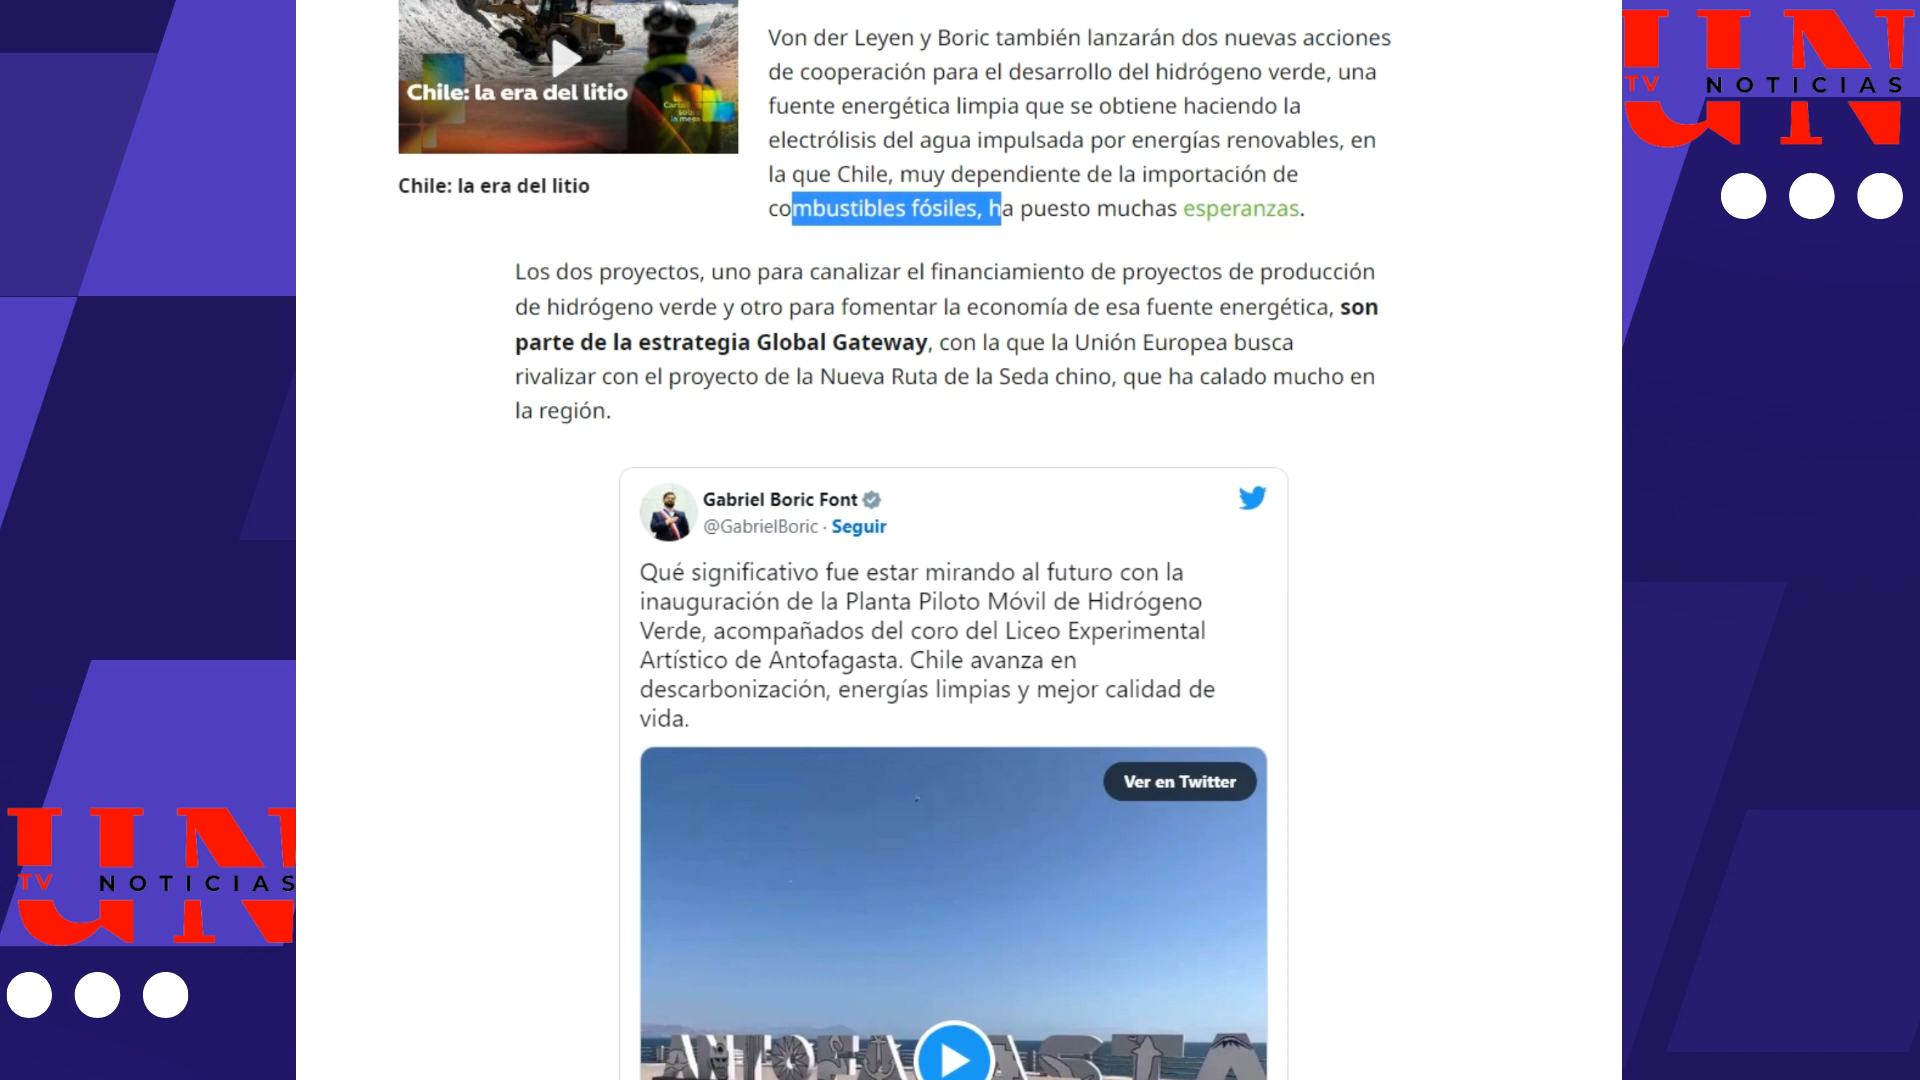 Chile: la era del litio
Chile: la era del litio
Von der Leyen y Boric también lanzarán dos nuevas acciones
de cooperación para el desarrollo del hidrógeno verde, una
fuente energética limpia que se obtiene haciendo la
electrólisis del agua impulsada por energías renovables, en
la que Chile, muy dependiente de la importación de
combustibles fósiles, ha puesto muchas esperanzas.
Los dos proyectos, uno para canalizar el financiamiento de proyectos de producción
de hidrógeno verde y otro para fomentar la economía de esa fuente energética, son
parte de la estrategia Global Gateway, con la que la Unión Europea busca
rivalizar con el proyecto de la Nueva Ruta de la Seda chino, que ha calado mucho en
la región.
Gabriel Boric Font
@GabrielBoric · Seguir
Qué significativo fue estar mirando al futuro con la
inauguración de la Planta Piloto Móvil de Hidrógeno
Verde, acompañados del coro del Liceo Experimental
Artístico de Antofagasta. Chile avanza en
descarbonización, energías limpias y mejor calidad de
vida.
Ver en Twitter
UN
TV NOTICIAS
UN
TV NOTICIAS